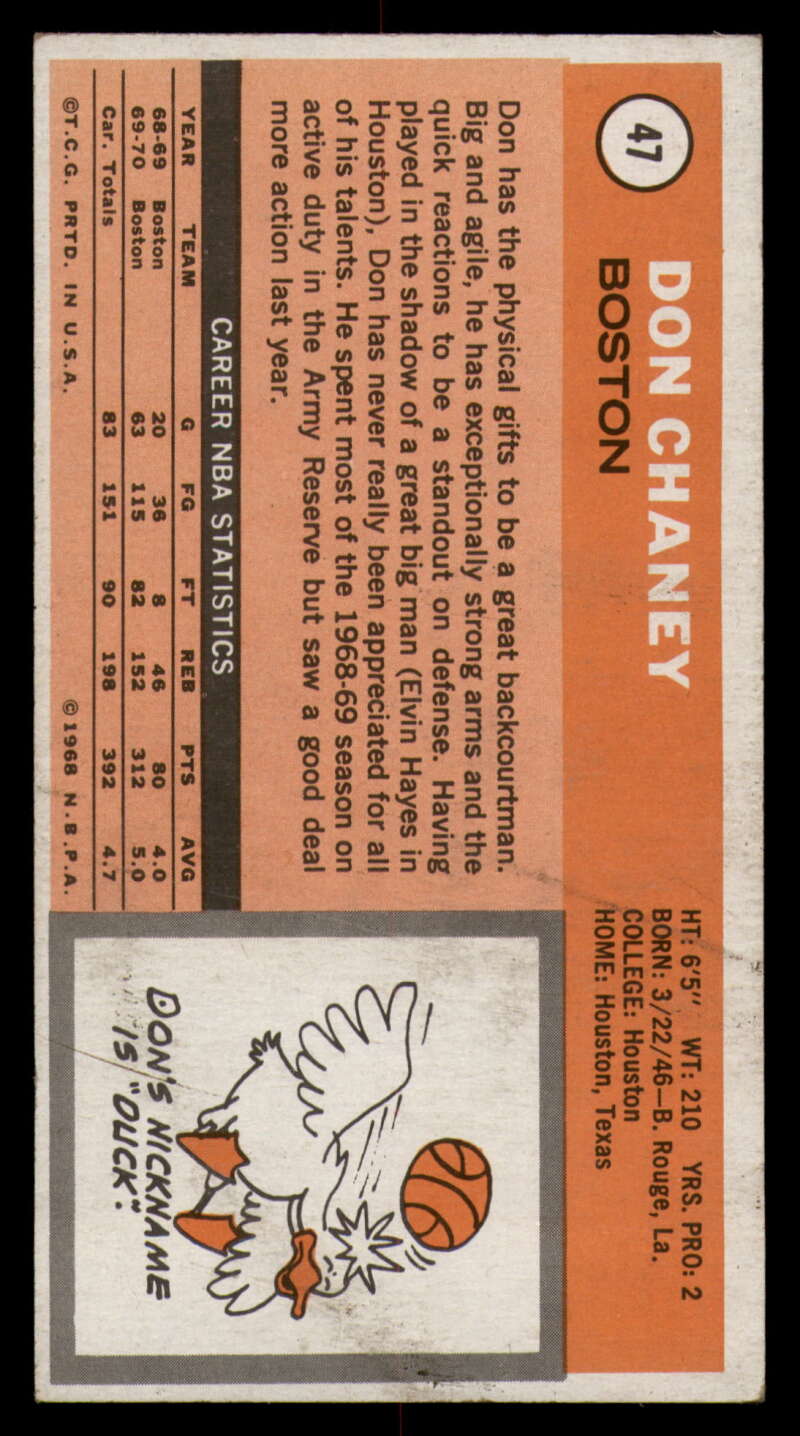 47
DON CHANEY
BOSTON
HT: 6'5" WT: 210 YRS. PRO: 2
BORN: 3/22/46—B. Rouge, La.
COLLEGE: Houston
HOME: Houston, Texas
Don has the physical gifts to be a great backcourtman.
Big and agile, he has exceptionally strong arms and the
quick reactions to be a standout on defense. Having
played in the shadow of a great big man (Elvin Hayes in
Houston), Don has never really been appreciated for all
of his talents. He spent most of the 1968-69 season on
active duty in the Army Reserve but saw a good deal
more action last year.
CAREER NBA STATISTICS
YEAR TEAM G FG FT REB PTS AVG
68-69 Boston 20 36 8 46 80 4.0
69-70 Boston 63 115 82 152 312 5.0
Car. Totals 83 151 90 198 392 4.7
©T.C.G. PRTD. IN U.S.A. ©1968 N.B.P.A.
DON'S NICKNAME
IS "DUCK".